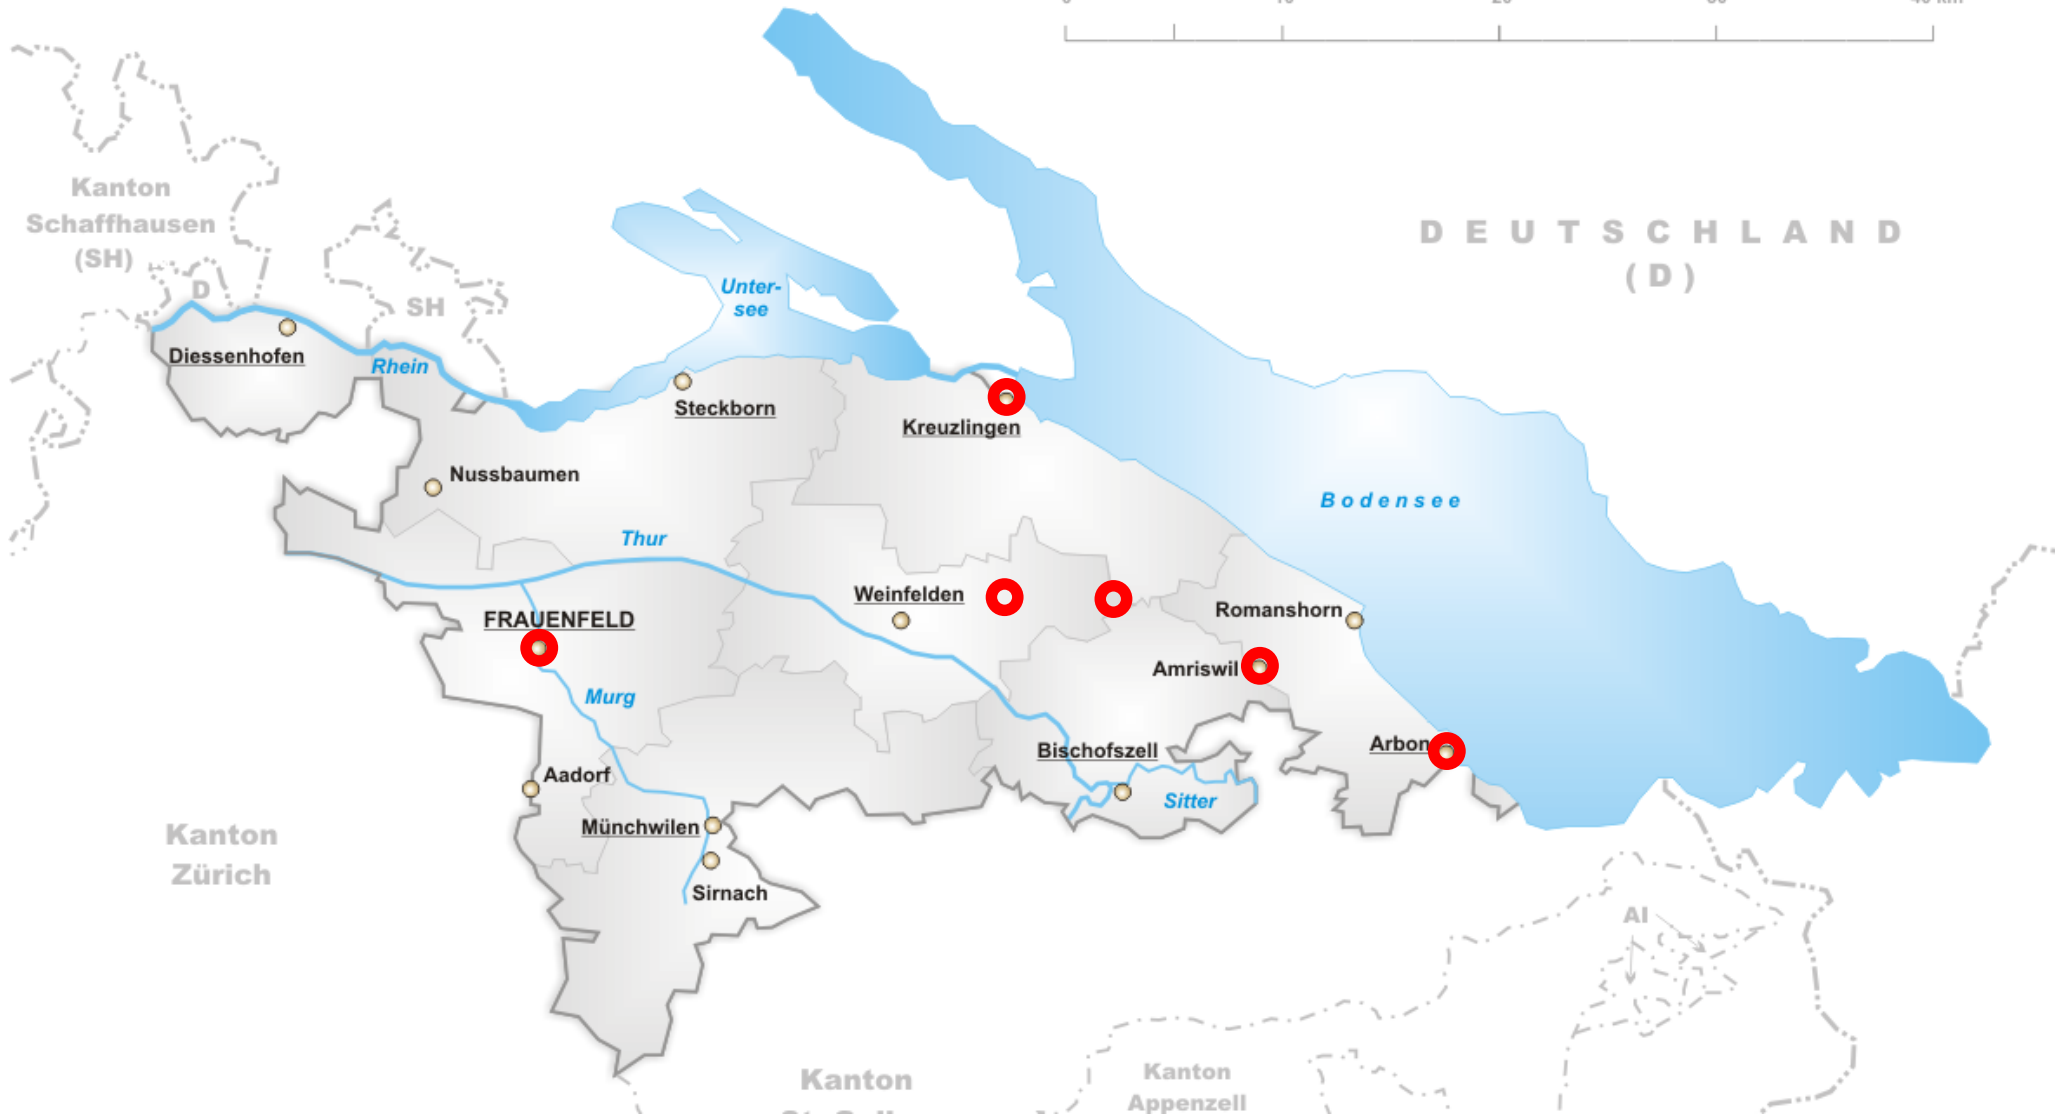 Kanton
Schaffhausen
(SH)
D
SH
DEUTSCHLAND
(D)
Unter-
see
Diessenhofen
Rhein
Steckborn
Kreuzlingen
Nussbaumen
Bodensee
Thur
Weinfelden
Romanshorn
FRAUENFELD
Amriswil
Murg
Arbon
Bischofszell
Aadorf
Sitter
Münchwilen
Kanton
Zürich
Sirnach
AI
Kanton
Kanton
Appenzell